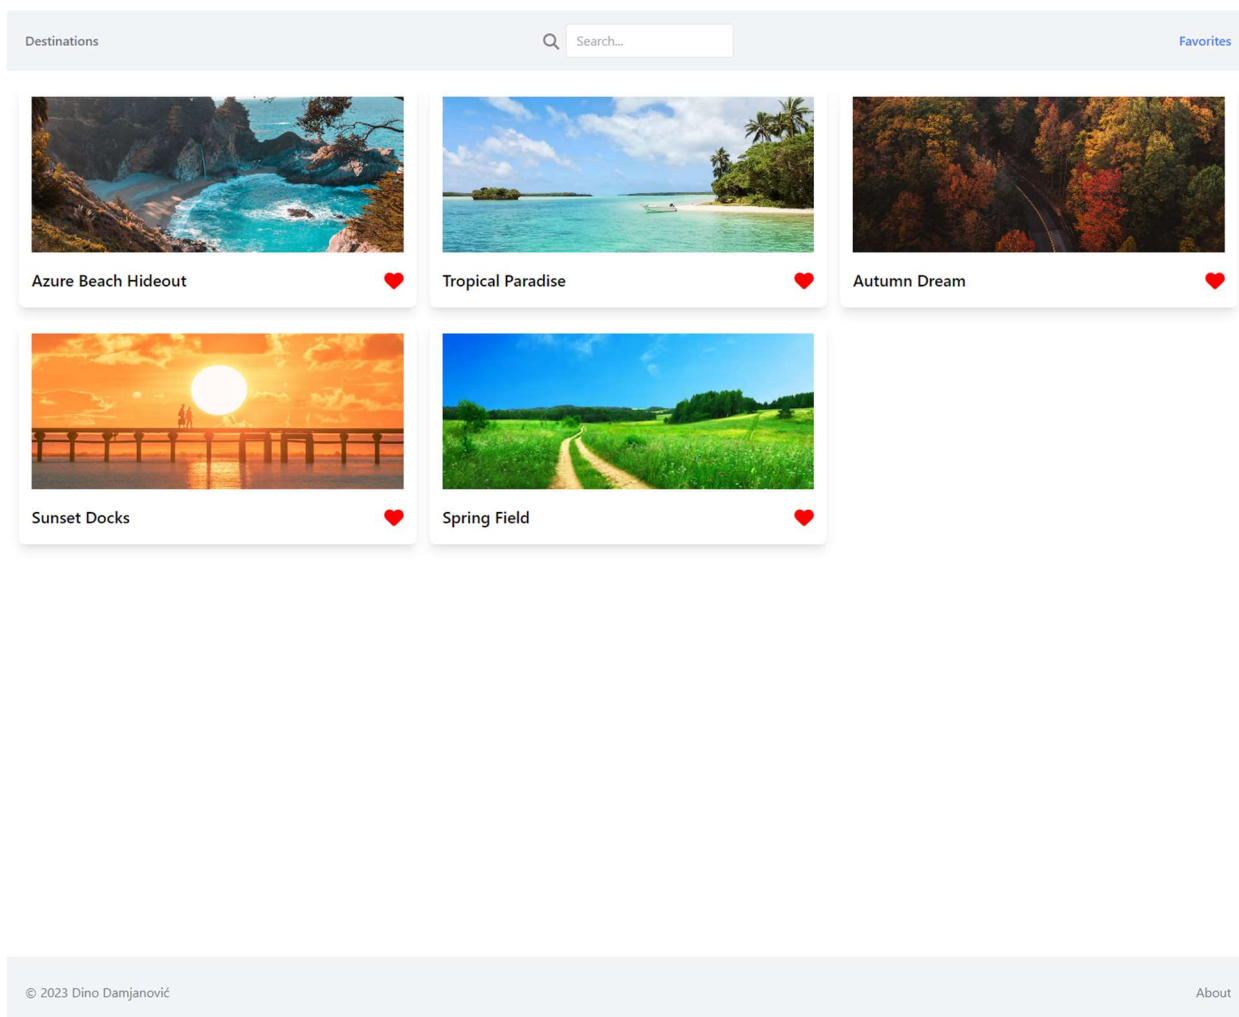 Destinations
Search...
Favorites
Azure Beach Hideout
Tropical Paradise
Autumn Dream
Sunset Docks
Spring Field
© 2023 Dino Damjanović
About